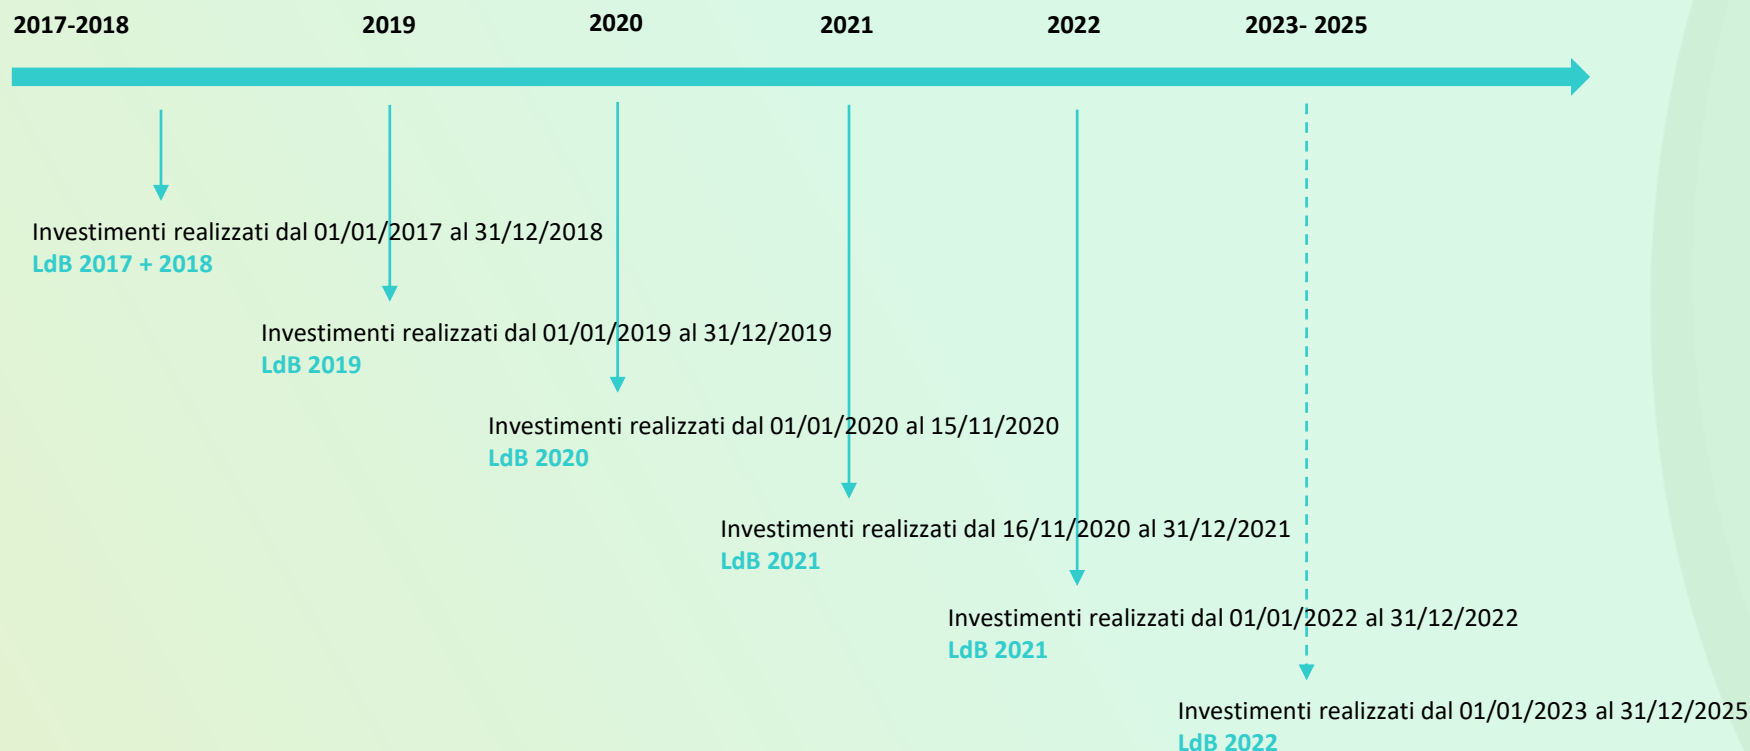 2017-2018
2019
2020
2021
2022
2023- 2025
Investimenti realizzati dal 01/01/2017 al 31/12/2018
LdB 2017 + 2018
Investimenti realizzati dal 01/01/2019 al 31/12/2019
LdB 2019
Investimenti realizzati dal 01/01/2020 al 15/11/2020
LdB 2020
Investimenti realizzati dal 16/11/2020 al 31/12/2021
LdB 2021
Investimenti realizzati dal 01/01/2022 al 31/12/2022
LdB 2021
Investimenti realizzati dal 01/01/2023 al 31/12/2025
LdB 2022